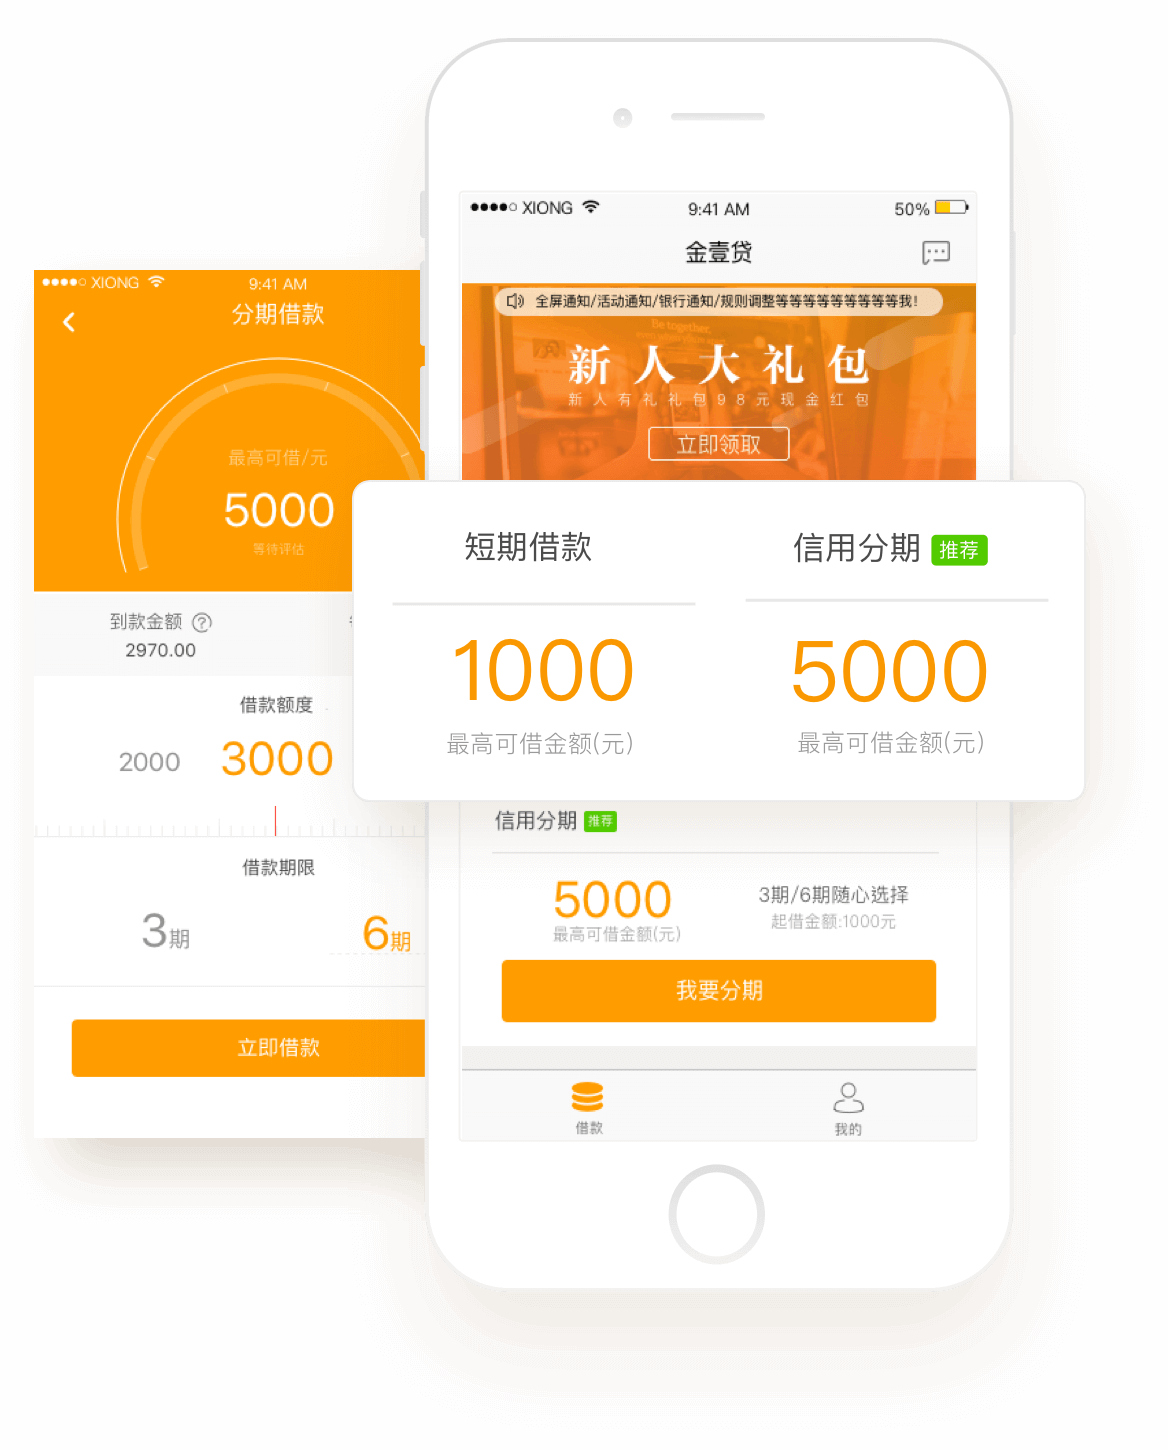 XIONG
9:41 AM
50%
金壹贷
全屏通知/活动通知/银行通知/规则调整等等等等等等等等等我！
Be together.
新人大礼包
新人有礼礼包98元现金红包
立即领取
短期借款
1000
最高可借金额(元)
信用分期 推荐
5000
最高可借金额(元)
信用分期 推荐
5000
最高可借金额(元)
3期/6期随心选择
起借金额:1000元
我要分期
借款
我的
XIONG
9:41 AM
分期借款
最高可借/元
5000
等待评估
到款金额 ?
2970.00
借款额度
2000 3000
借款期限
3期 6期
立即借款